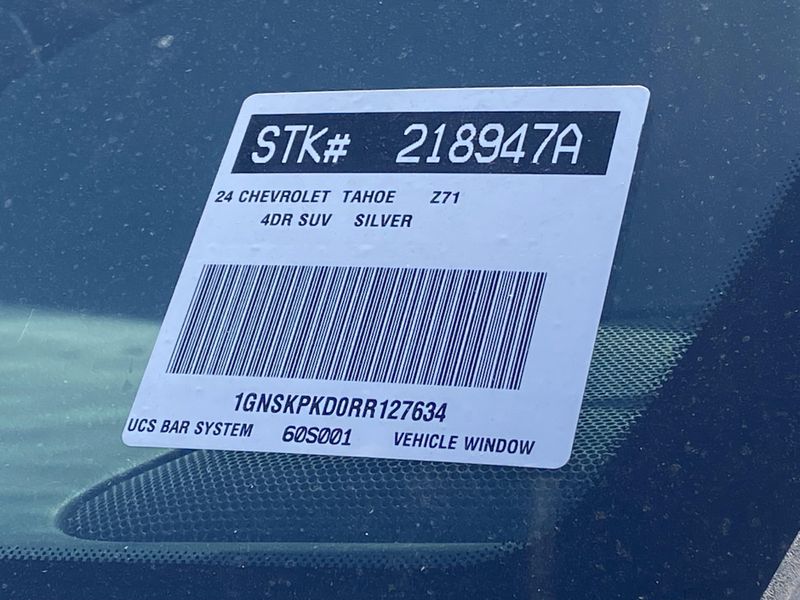 STK# 218947A
24 CHEVROLET TAHOE Z71
4DR SUV SILVER
1GNSKPKD0RR127634
UCS BAR SYSTEM 60S001 VEHICLE WINDOW